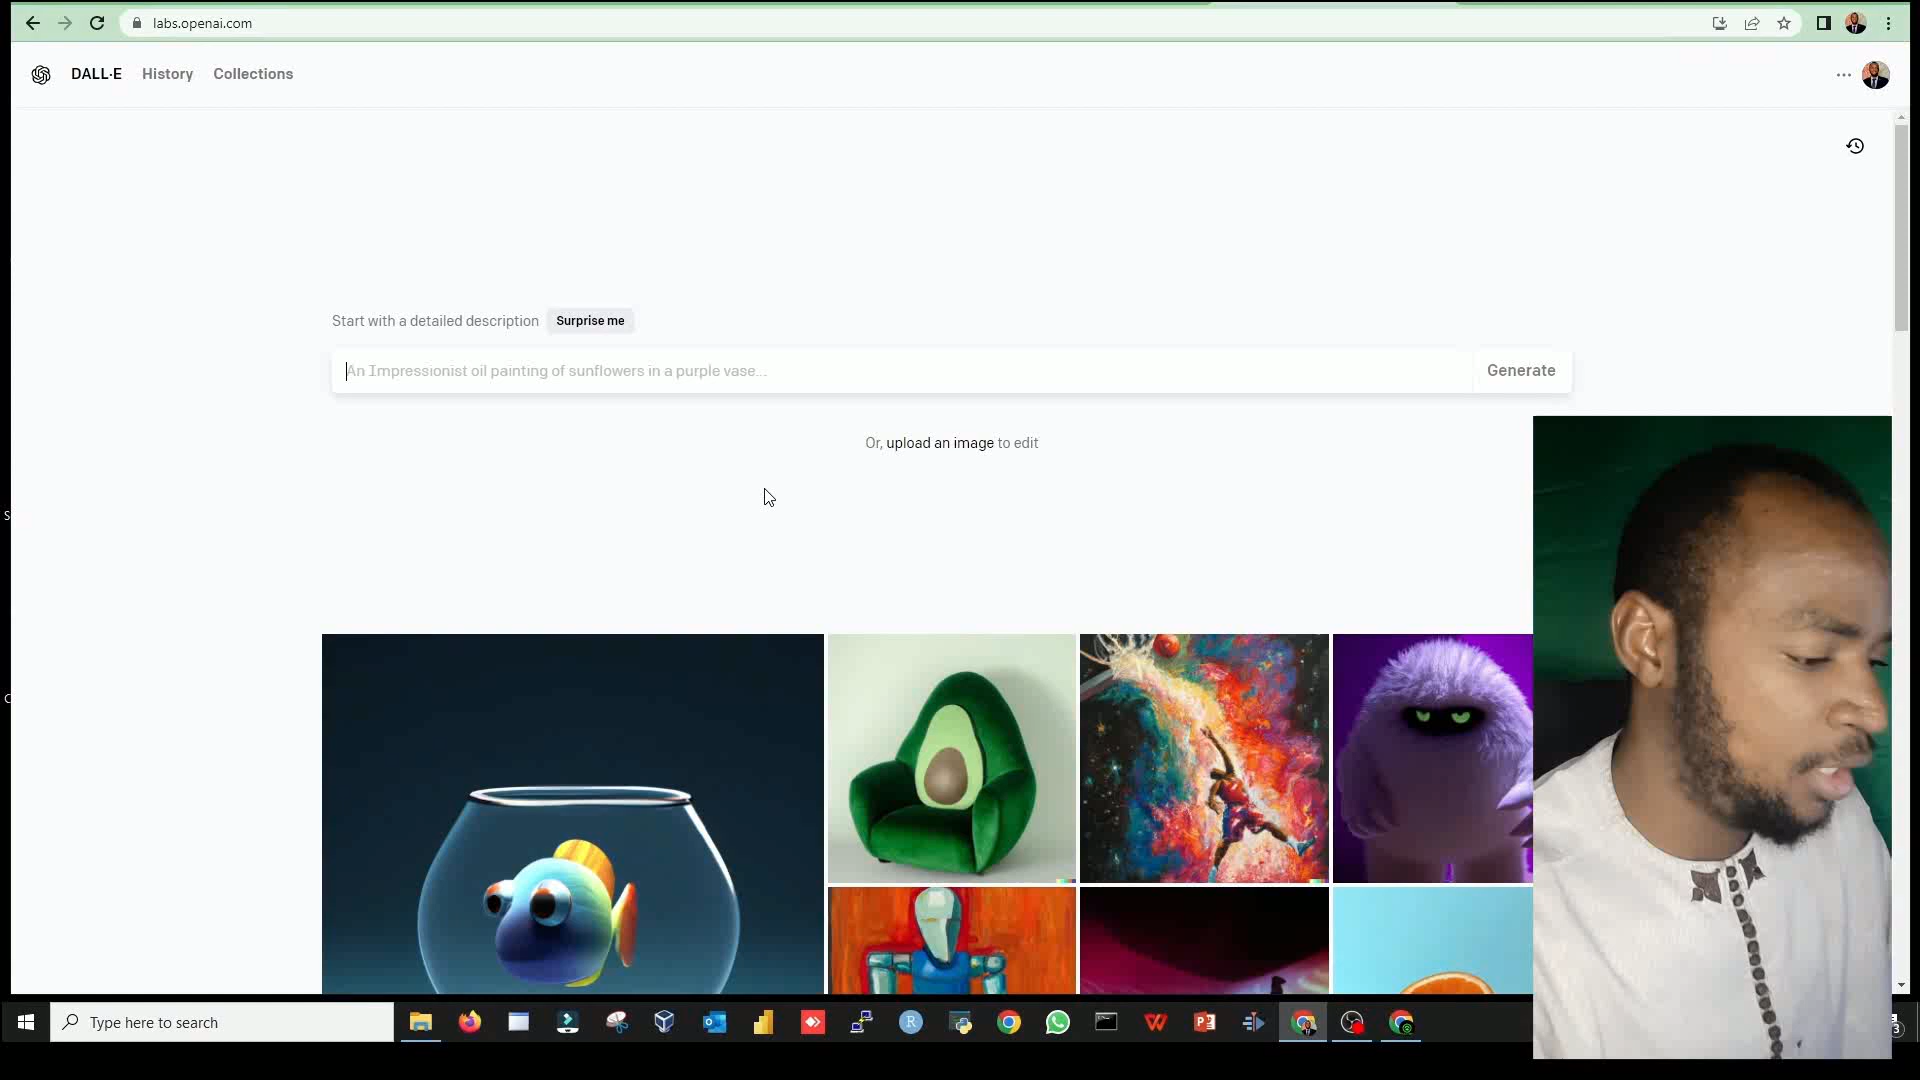 labs.openai.com
DALL·E History Collections
Start with a detailed description Surprise me
An Impressionist oil painting of sunflowers in a purple vase...
Generate
Or, upload an image to edit
S
C
Type here to search
R
W
P
3